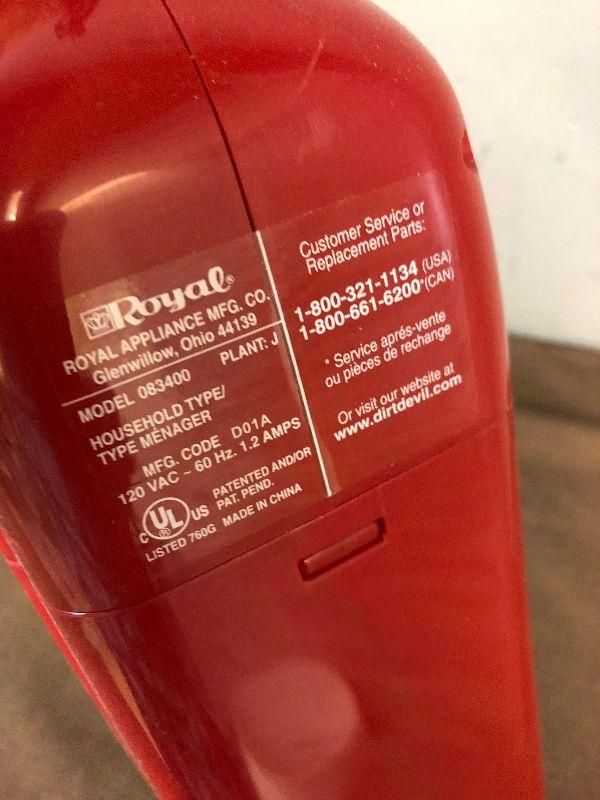 Royal®
ROYAL APPLIANCE MFG. CO.
Glenwillow, Ohio 44139
PLANT: J
MODEL 083400
HOUSEHOLD TYPE/
TYPE MÉNAGER
MFG. CODE D01A
120 VAC ~ 60 Hz. 1.2 AMPS
C UL® US
PATENTED AND/OR
PAT. PEND.
LISTED 760G MADE IN CHINA
Customer Service or
Replacement Parts:
1-800-321-1134 (USA)
1-800-661-6200*(CAN)
* Service aprés-vente
ou pièces de rechange
Or visit our website at
www.dirtdevil.com